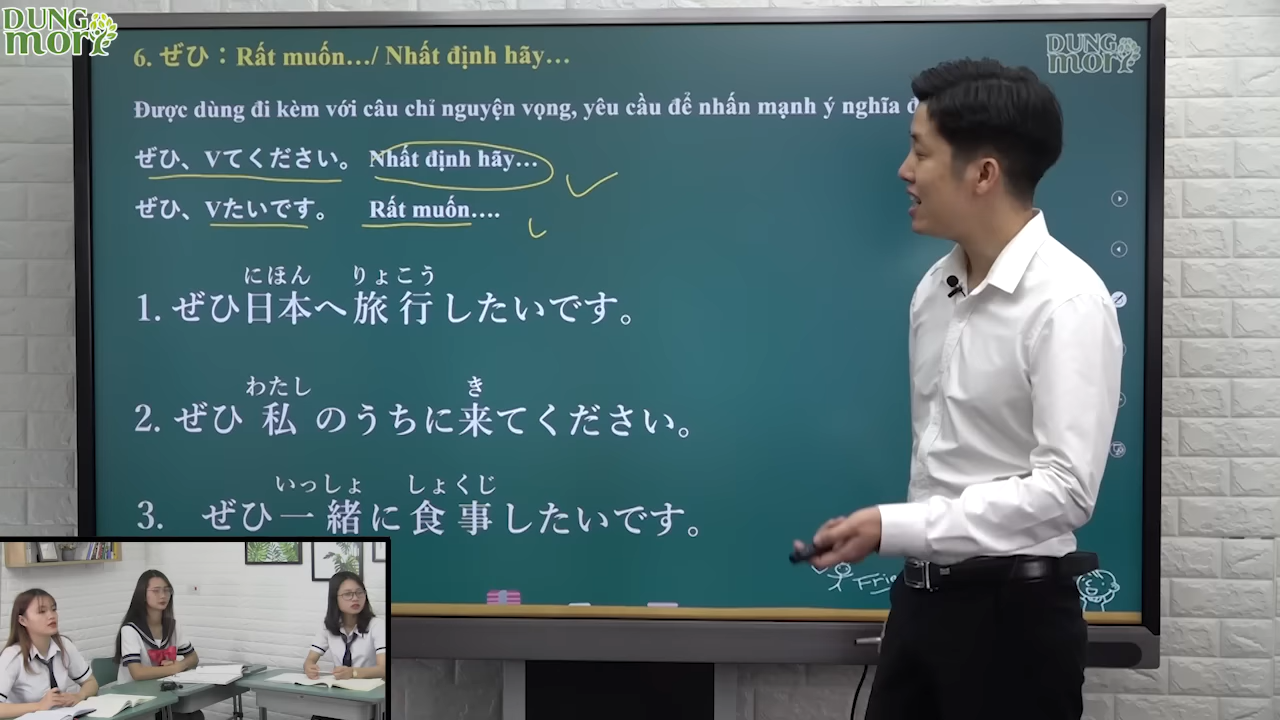 DUNG
mori
DUNG
mori
6. ぜひ：Rất muốn…/ Nhất định hãy…
Được dùng đi kèm với câu chỉ nguyện vọng, yêu cầu để nhấn mạnh ý nghĩa
ぜひ、Vてください。 Nhất định hãy…
ぜひ、Vたいです。 Rất muốn….
にほん りょこう
1. ぜひ日本へ旅行したいです。
わたし き
2. ぜひ 私 のうちに来てください。
いっしょ しょくじ
3. ぜひ一緒に食事したいです。